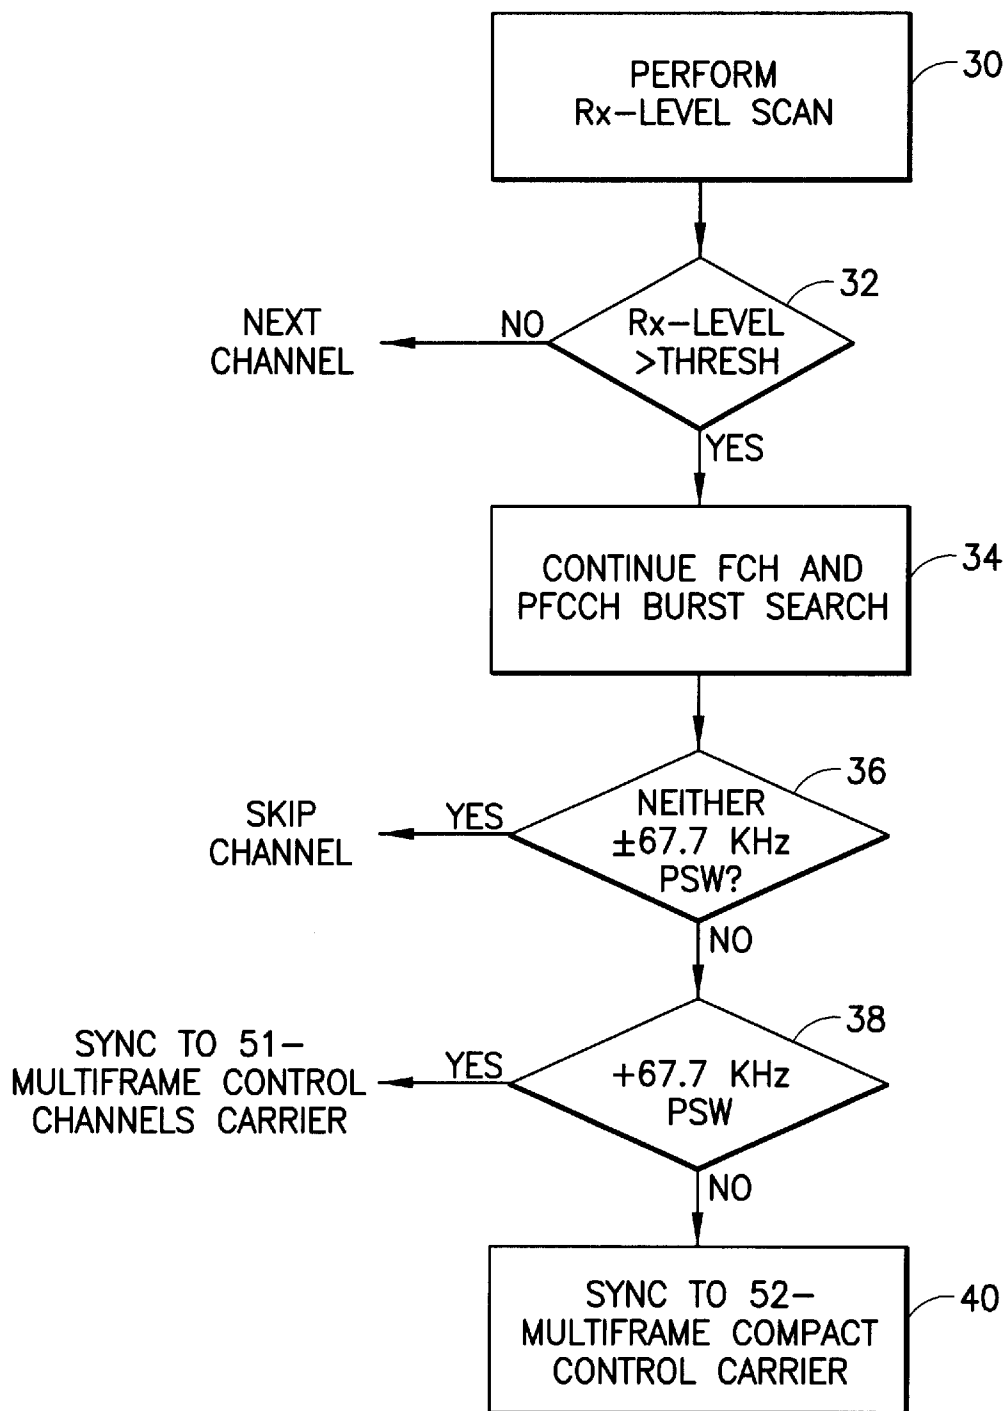 PERFORM
Rx-LEVEL SCAN
30
32
Rx-LEVEL
>THRESH
NO
NEXT
CHANNEL
YES
CONTINUE FCH AND
PFCCH BURST SEARCH
34
36
NEITHER
±67.7 KHz
PSW?
YES
SKIP
CHANNEL
NO
38
+67.7 KHz
PSW
YES
SYNC TO 51-
MULTIFRAME CONTROL
CHANNELS CARRIER
NO
SYNC TO 52-
MULTIFRAME COMPACT
CONTROL CARRIER
40